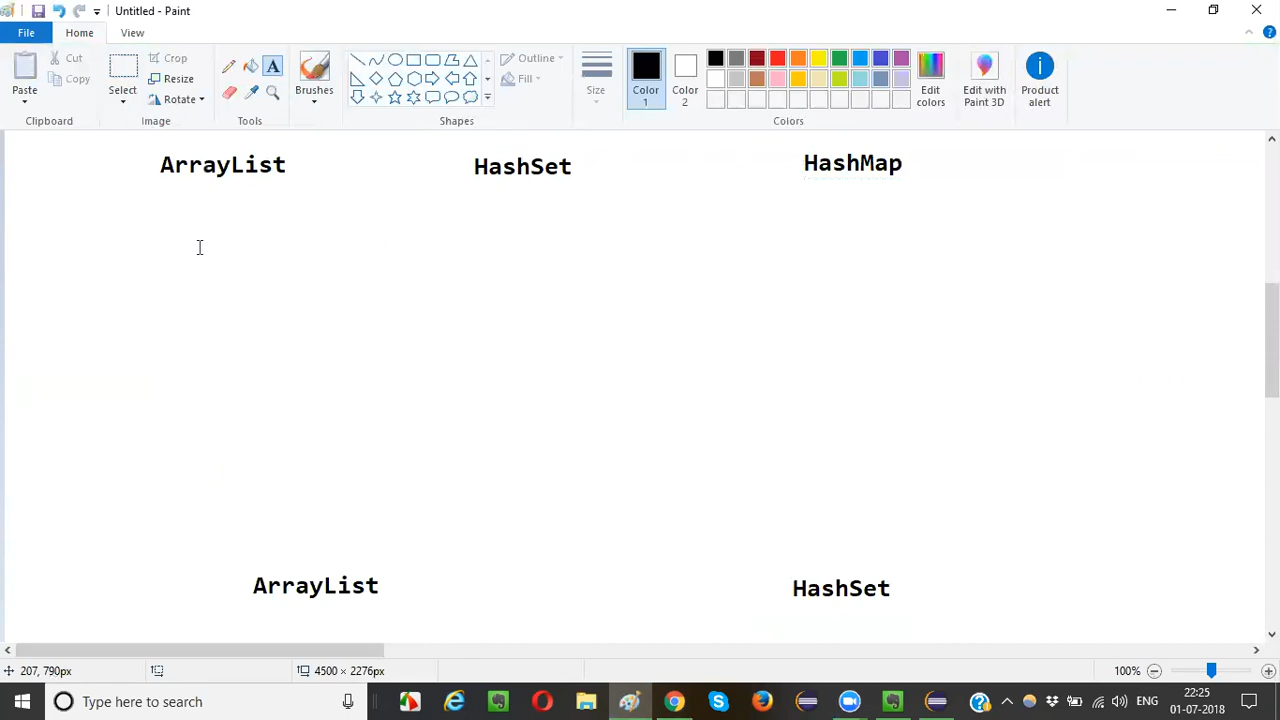 Untitled - Paint
File Home View
Paste
Cut
Copy
Clipboard
Select
Crop
Resize
Rotate
Image
Tools
Brushes
Shapes
Outline
Fill
Size
Color 1
Color 2
Colors
Edit colors
Edit with Paint 3D
Product alert
ArrayList HashSet HashMap
ArrayList HashSet
207, 790px
4500 × 2276px
100%
Type here to search
ENG
22:25
01-07-2018